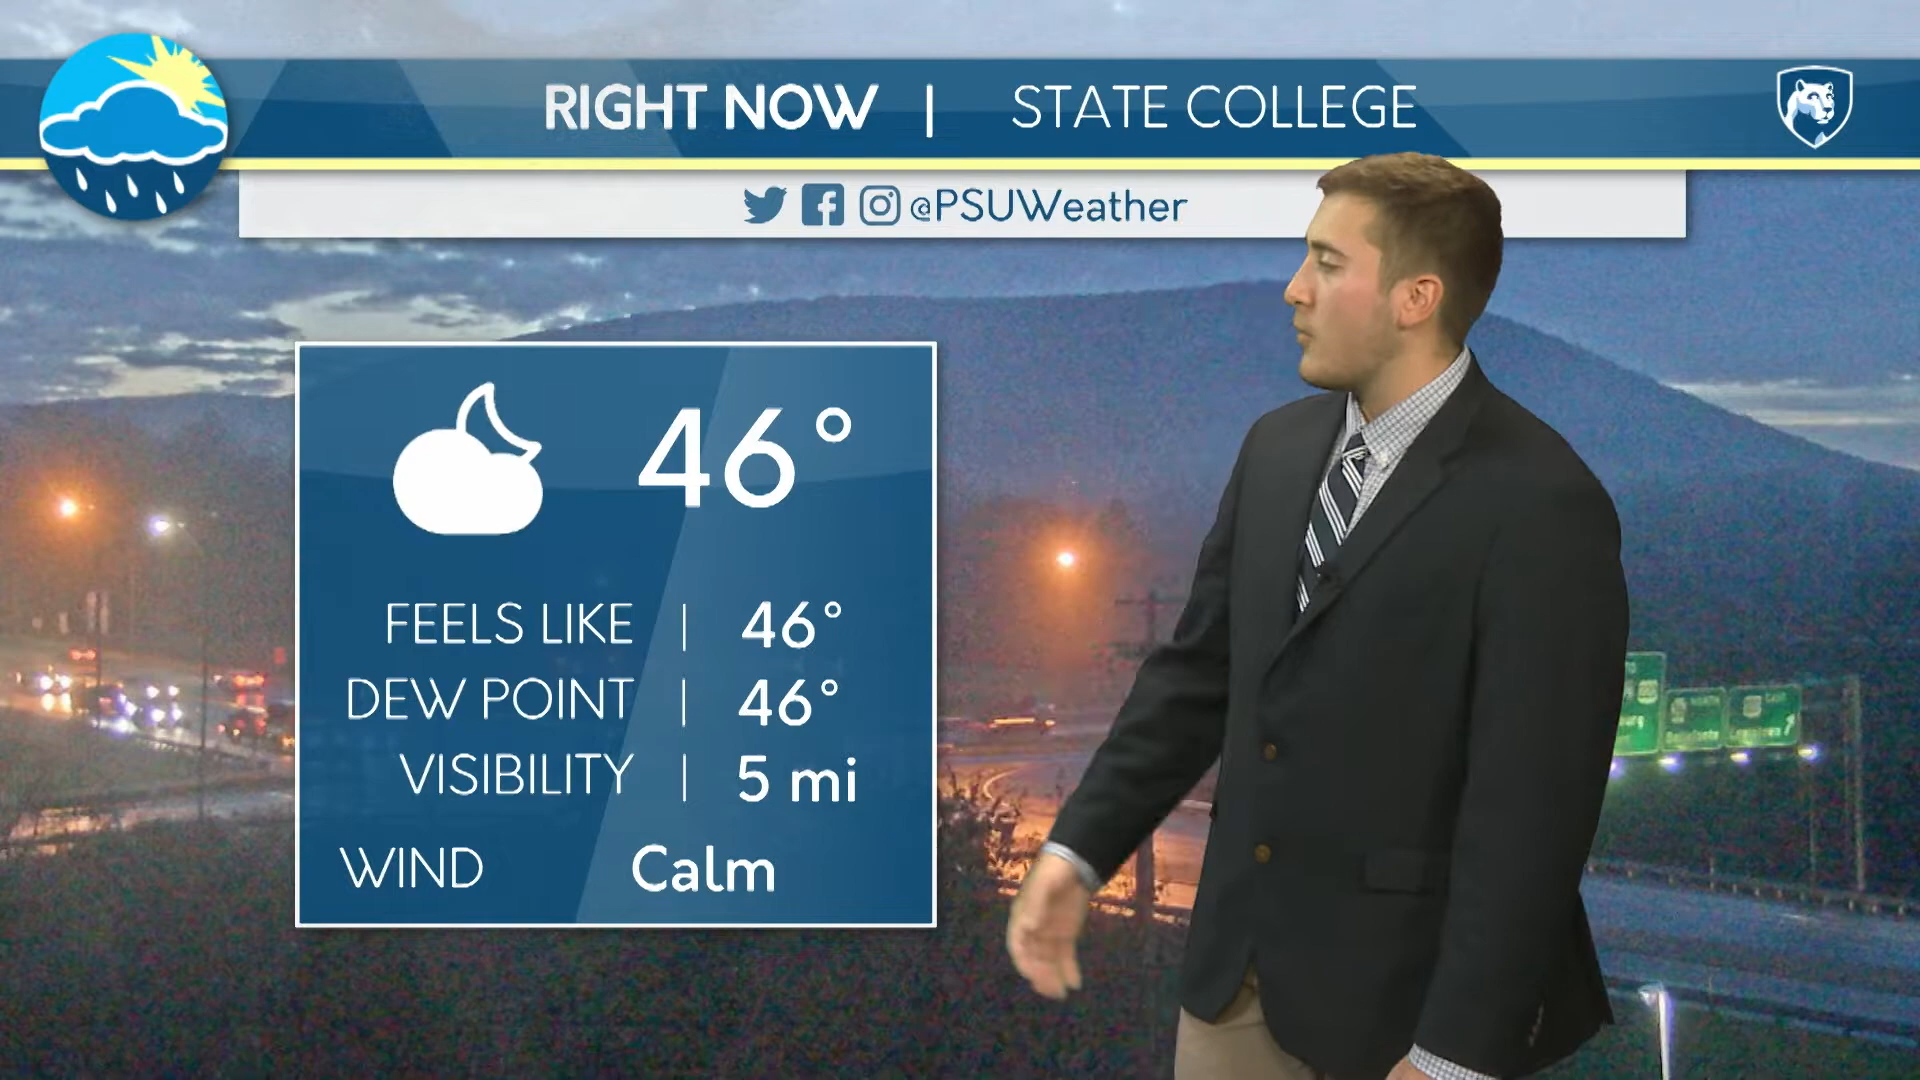 RIGHT NOW | STATE COLLEGE
@PSUWeather
46°
FEELS LIKE | 46°
DEW POINT | 46°
VISIBILITY | 5 mi
WIND Calm